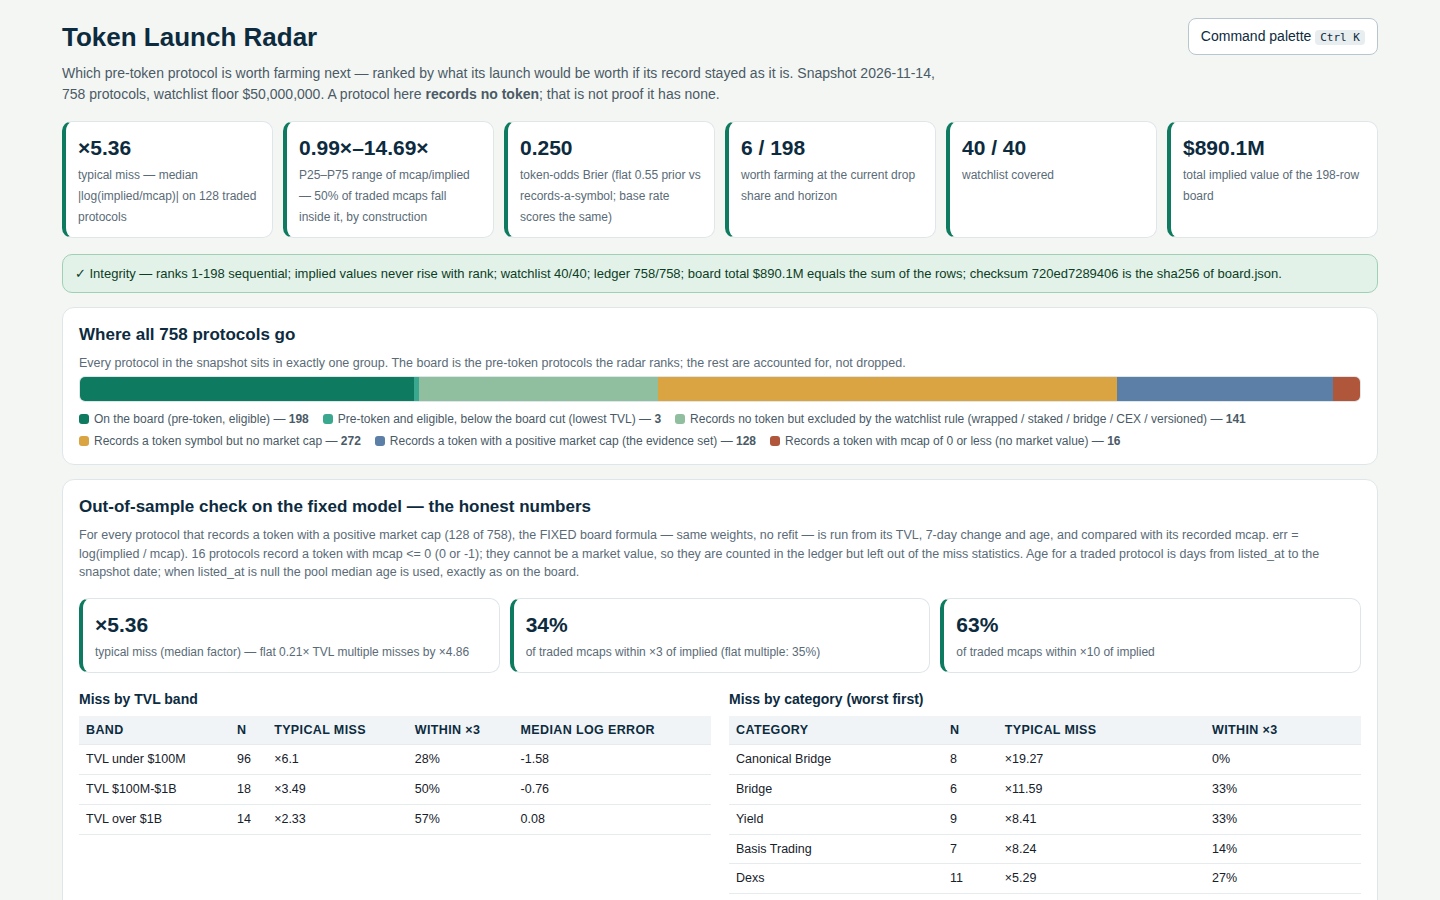 Token Launch Radar
Command palette Ctrl K
Which pre-token protocol is worth farming next — ranked by what its launch would be worth if its record stayed as it is. Snapshot 2026-11-14,
758 protocols, watchlist floor $50,000,000. A protocol here records no token; that is not proof it has none.
×5.36
typical miss — median
|log(implied/mcap)| on 128 traded
protocols
0.99×–14.69×
P25–P75 range of mcap/implied
— 50% of traded mcaps fall
inside it, by construction
0.250
token-odds Brier (flat 0.55 prior vs
records-a-symbol; base rate
scores the same)
6 / 198
worth farming at the current drop
share and horizon
40 / 40
watchlist covered
$890.1M
total implied value of the 198-row
board
✓ Integrity — ranks 1-198 sequential; implied values never rise with rank; watchlist 40/40; ledger 758/758; board total $890.1M equals the sum of the rows; checksum 720ed7289406 is the sha256 of board.json.
Where all 758 protocols go
Every protocol in the snapshot sits in exactly one group. The board is the pre-token protocols the radar ranks; the rest are accounted for, not dropped.
On the board (pre-token, eligible) — 198 Pre-token and eligible, below the board cut (lowest TVL) — 3 Records no token but excluded by the watchlist rule (wrapped / staked / bridge / CEX / versioned) — 141
Records a token symbol but no market cap — 272 Records a token with a positive market cap (the evidence set) — 128 Records a token with mcap of 0 or less (no market value) — 16
Out-of-sample check on the fixed model — the honest numbers
For every protocol that records a token with a positive market cap (128 of 758), the FIXED board formula — same weights, no refit — is run from its TVL, 7-day change and age, and compared with its recorded mcap. err =
log(implied / mcap). 16 protocols record a token with mcap <= 0 (0 or -1); they cannot be a market value, so they are counted in the ledger but left out of the miss statistics. Age for a traded protocol is days from listed_at to the
snapshot date; when listed_at is null the pool median age is used, exactly as on the board.
×5.36
typical miss (median factor) — flat 0.21× TVL multiple misses by ×4.86
34%
of traded mcaps within ×3 of implied (flat multiple: 35%)
63%
of traded mcaps within ×10 of implied
Miss by TVL band
BAND N TYPICAL MISS WITHIN ×3 MEDIAN LOG ERROR
TVL under $100M 96 ×6.1 28% -1.58
TVL $100M-$1B 18 ×3.49 50% -0.76
TVL over $1B 14 ×2.33 57% 0.08
Miss by category (worst first)
CATEGORY N TYPICAL MISS WITHIN ×3
Canonical Bridge 8 ×19.27 0%
Bridge 6 ×11.59 33%
Yield 9 ×8.41 33%
Basis Trading 7 ×8.24 14%
Dexs 11 ×5.29 27%